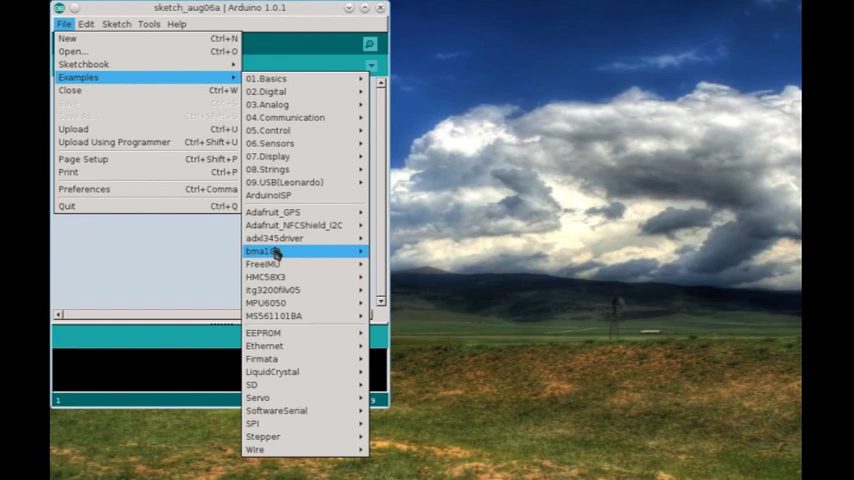 sketch_aug06a | Arduino 1.0.1
File Edit Sketch Tools Help
New Ctrl+N
Open... Ctrl+O
Sketchbook
Examples
Close Ctrl+W
Upload Ctrl+U
Upload Using Programmer Ctrl+Shift+U
Page Setup Ctrl+Shift+P
Print Ctrl+P
Preferences Ctrl+Comma
Quit Ctrl+Q
01.Basics
02.Digital
03.Analog
04.Communication
05.Control
06.Sensors
07.Display
08.Strings
09.USB(Leonardo)
ArduinoISP
Adafruit_GPS
Adafruit_NFCShield_I2C
adxl345driver
FreeIMU
HMC58X3
itg3200filv05
MPU6050
MS561101BA
EEPROM
Ethernet
Firmata
LiquidCrystal
SD
Servo
SoftwareSerial
SPI
Stepper
Wire
1